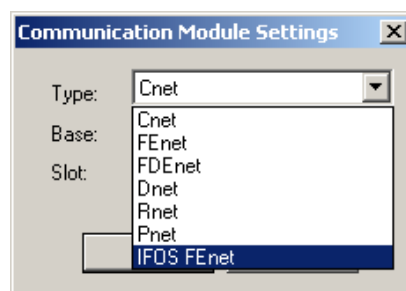 Communication Module Settings
Type: Cnet
Cnet
Base: FEnet
FDEnet
Slot: Dnet
Rnet
Pnet
IFOS FEnet